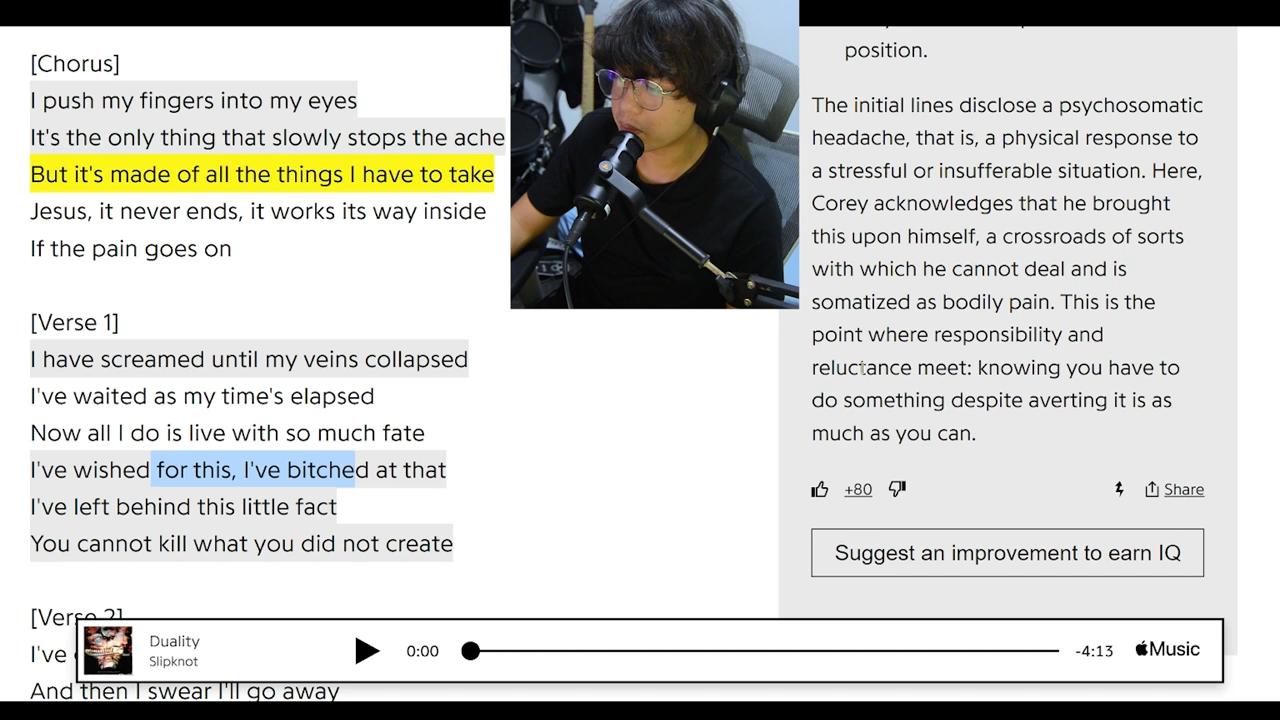 [Chorus]
I push my fingers into my eyes
It's the only thing that slowly stops the ache
But it's made of all the things I have to take
Jesus, it never ends, it works its way inside
If the pain goes on
[Verse 1]
I have screamed until my veins collapsed
I've waited as my time's elapsed
Now all I do is live with so much fate
I've wished for this, I've bitched at that
I've left behind this little fact
You cannot kill what you did not create
[Verse 2]
I've
And then I swear I'll go away
position.
The initial lines disclose a psychosomatic
headache, that is, a physical response to
a stressful or insufferable situation. Here,
Corey acknowledges that he brought
this upon himself, a crossroads of sorts
with which he cannot deal and is
somatized as bodily pain. This is the
point where responsibility and
reluctance meet: knowing you have to
do something despite averting it is as
much as you can.
+80
Share
Suggest an improvement to earn IQ
Duality
Slipknot
0:00
-4:13
Music